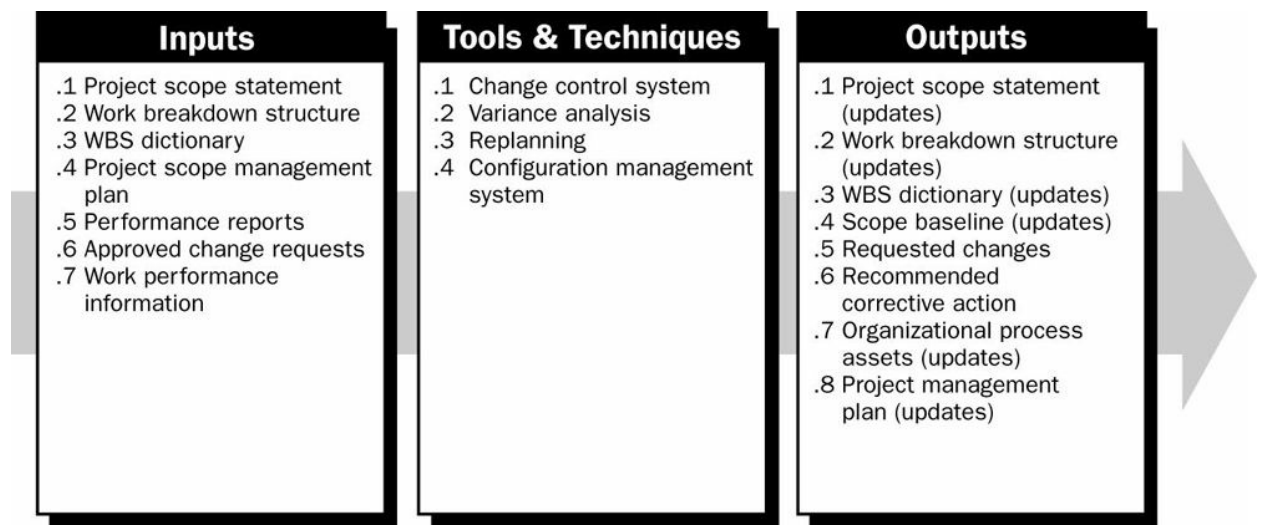 Inputs
.1 Project scope statement
.2 Work breakdown structure
.3 WBS dictionary
.4 Project scope management
plan
.5 Performance reports
.6 Approved change requests
.7 Work performance
information
Tools & Techniques
.1 Change control system
.2 Variance analysis
.3 Replanning
.4 Configuration management
system
Outputs
.1 Project scope statement
(updates)
.2 Work breakdown structure
(updates)
.3 WBS dictionary (updates)
.4 Scope baseline (updates)
.5 Requested changes
.6 Recommended
corrective action
.7 Organizational process
assets (updates)
.8 Project management
plan (updates)